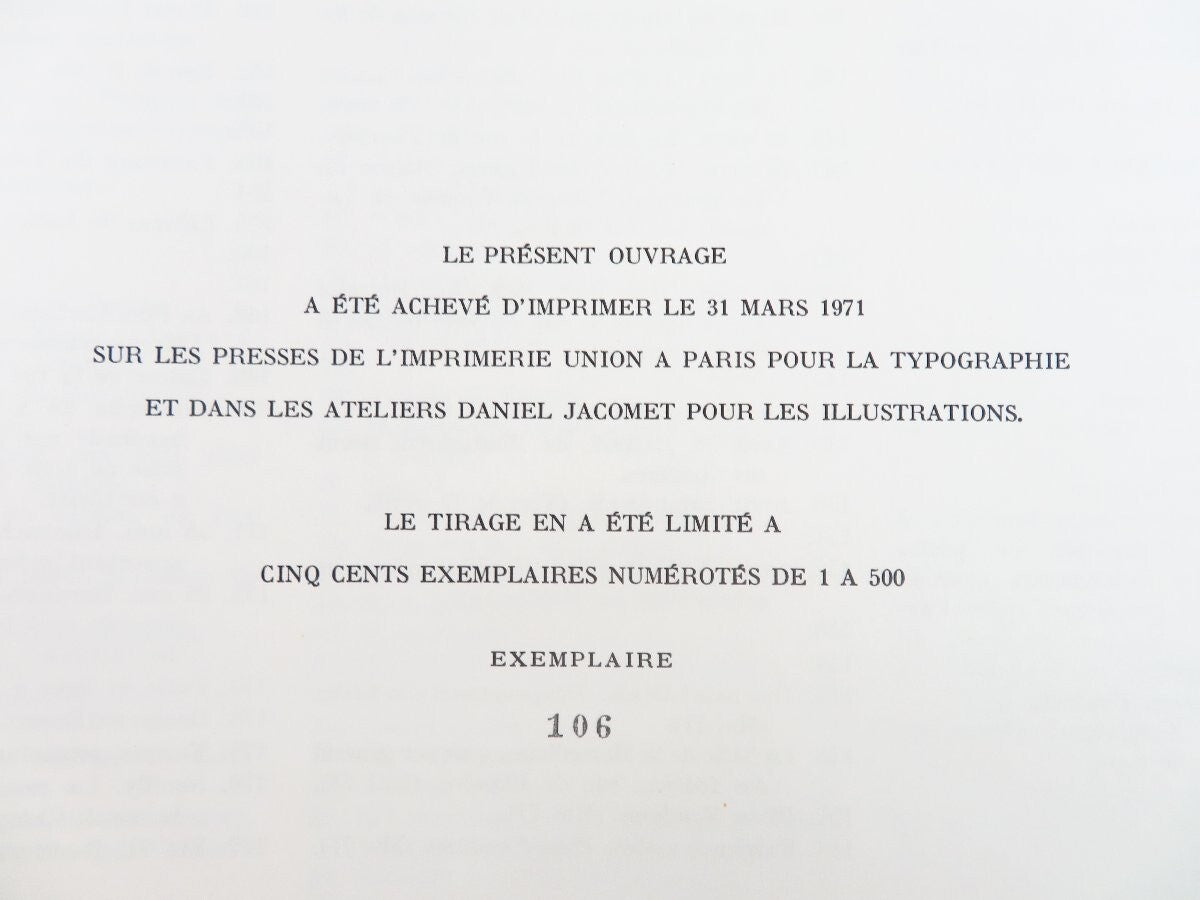 LE PRÉSENT OUVRAGE
A ÉTÉ ACHEVÉ D'IMPRIMER LE 31 MARS 1971
SUR LES PRESSES DE L'IMPRIMERIE UNION A PARIS POUR LA TYPOGRAPHIE
ET DANS LES ATELIERS DANIEL JACOMET POUR LES ILLUSTRATIONS.
LE TIRAGE EN A ÉTÉ LIMITÉ A
CINQ CENTS EXEMPLAIRES NUMÉROTÉS DE 1 A 500
EXEMPLAIRE
106